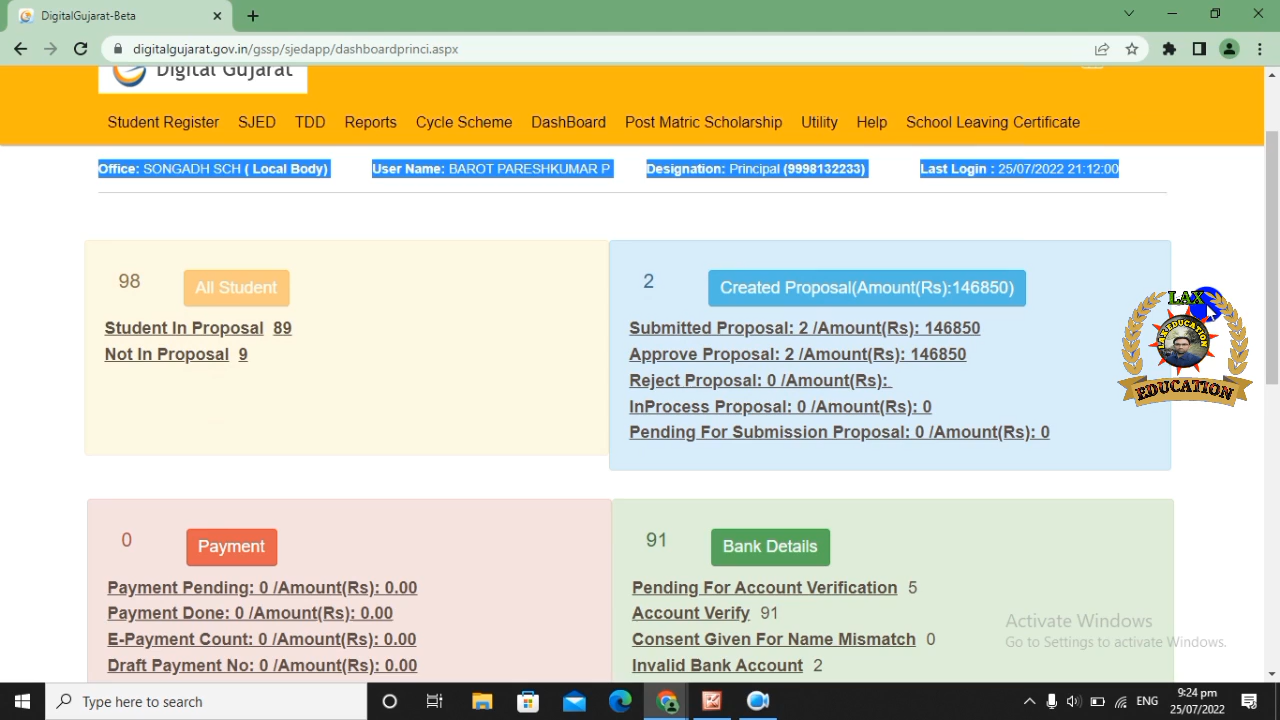 DigitalGujarat-Beta
digitalgujarat.gov.in/gssp/sjedapp/dashboardprinci.aspx
Digital Gujarat
Student Register SJED TDD Reports Cycle Scheme DashBoard Post Matric Scholarship Utility Help School Leaving Certificate
Office: SONGADH SCH ( Local Body) User Name: BAROT PARESHKUMAR P Designation: Principal (9998132233) Last Login : 25/07/2022 21:12:00
98 All Student
Student In Proposal 89
Not In Proposal 9
2 Created Proposal(Amount(Rs):146850)
Submitted Proposal: 2 /Amount(Rs): 146850
Approve Proposal: 2 /Amount(Rs): 146850
Reject Proposal: 0 /Amount(Rs):
InProcess Proposal: 0 /Amount(Rs): 0
Pending For Submission Proposal: 0 /Amount(Rs): 0
LAX
LAX EDUCATION
EDUCATION
0 Payment
Payment Pending: 0 /Amount(Rs): 0.00
Payment Done: 0 /Amount(Rs): 0.00
E-Payment Count: 0 /Amount(Rs): 0.00
Draft Payment No: 0 /Amount(Rs): 0.00
91 Bank Details
Pending For Account Verification 5
Account Verify 91
Consent Given For Name Mismatch 0
Invalid Bank Account 2
Activate Windows
Go to Settings to activate Windows.
Type here to search
ENG
9:24 pm
25/07/2022